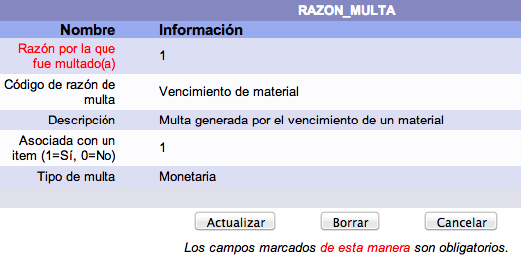 RAZON_MULTA
Nombre Información
Razón por la que
fue multado(a) 1
Código de razón de
multa Vencimiento de material
Descripción Multa generada por el vencimiento de un material
Asociada con un
item (1=Sí, 0=No) 1
Tipo de multa Monetaria
Actualizar Borrar Cancelar
Los campos marcados de esta manera son obligatorios.